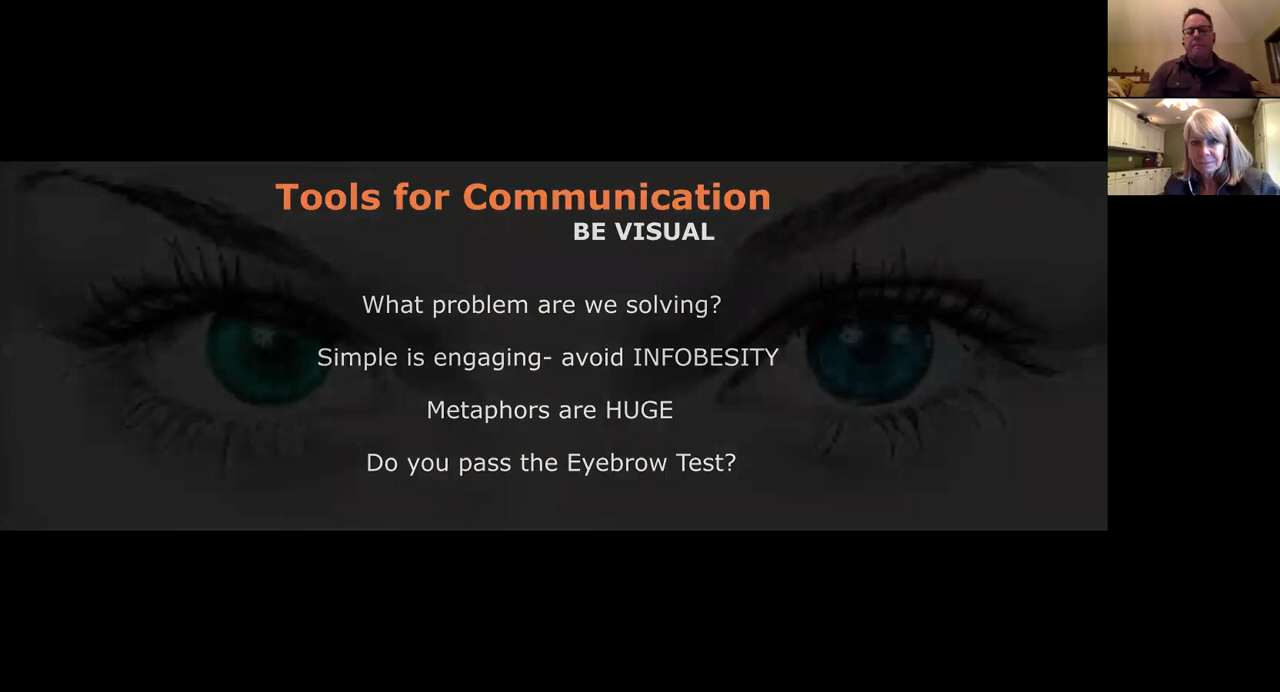 Tools for Communication
BE VISUAL
What problem are we solving?
Simple is engaging- avoid INFOBESITY
Metaphors are HUGE
Do you pass the Eyebrow Test?